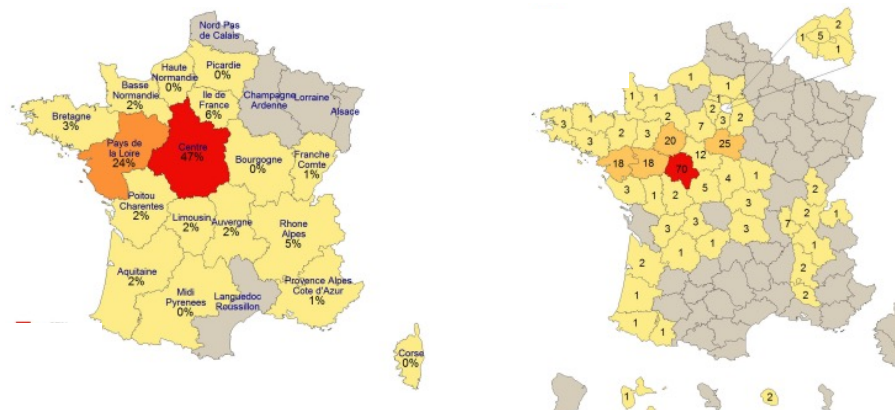 Nord Pas
de Calais
Haute
Normandie
0%
Picardie
0%
Basse
Normandie
2%
Ile de
France
6%
Champagne
Ardenne
Lorraine
Alsace
Bretagne
3%
Pays de
la Loire
24%
Centre
47%
Bourgogne
0%
Franche
Comte
1%
Poitou
Charentes
2%
Limousin
2%
Auvergne
2%
Rhone
Alpes
5%
Aquitaine
2%
Midi
Pyrenees
0%
Languedoc
Roussillon
Provence Alpes
Cote d'Azur
1%
Corse
0%
2
1 5
1
1 1
1 1 1 2 2
3 1 2 3 2 7 3 2
3 20 25
18 18 70 12
3 1 2 5 4 1
3 3 3 7 2 1
1 1 2 1
2 2
1 2
1 1
1 2